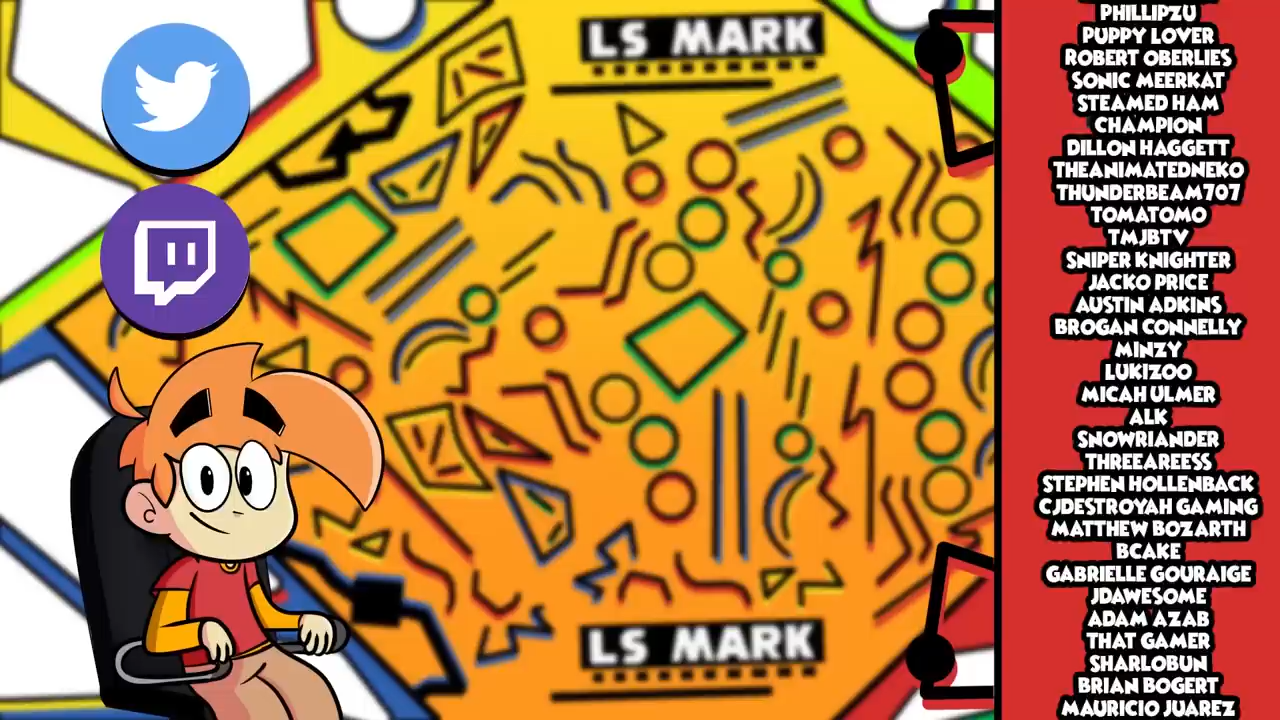 LS MARK
LS MARK
PHILLIPZU
PUPPY LOVER
ROBERT OBERLIES
SONIC MEERKAT
STEAMED HAM
CHAMPION
DILLON HAGGETT
THEANIMATEDNEKO
THUNDERBEAM707
TOMATOMO
TMJBTV
SNIPER KNIGHTER
JACKO PRICE
AUSTIN ADKINS
BROGAN CONNELLY
MINZY
LUKIZOO
MICAH ULMER
ALK
SNOWRIANDER
THREEAREESS
STEPHEN HOLLENBACK
CJDESTROYAH GAMING
MATTHEW BOZARTH
BCAKE
GABRIELLE GOURAIGE
JDAWESOME
ADAM AZAB
THAT GAMER
SHARLOBUN
BRIAN BOGERT
MAURICIO JUAREZ